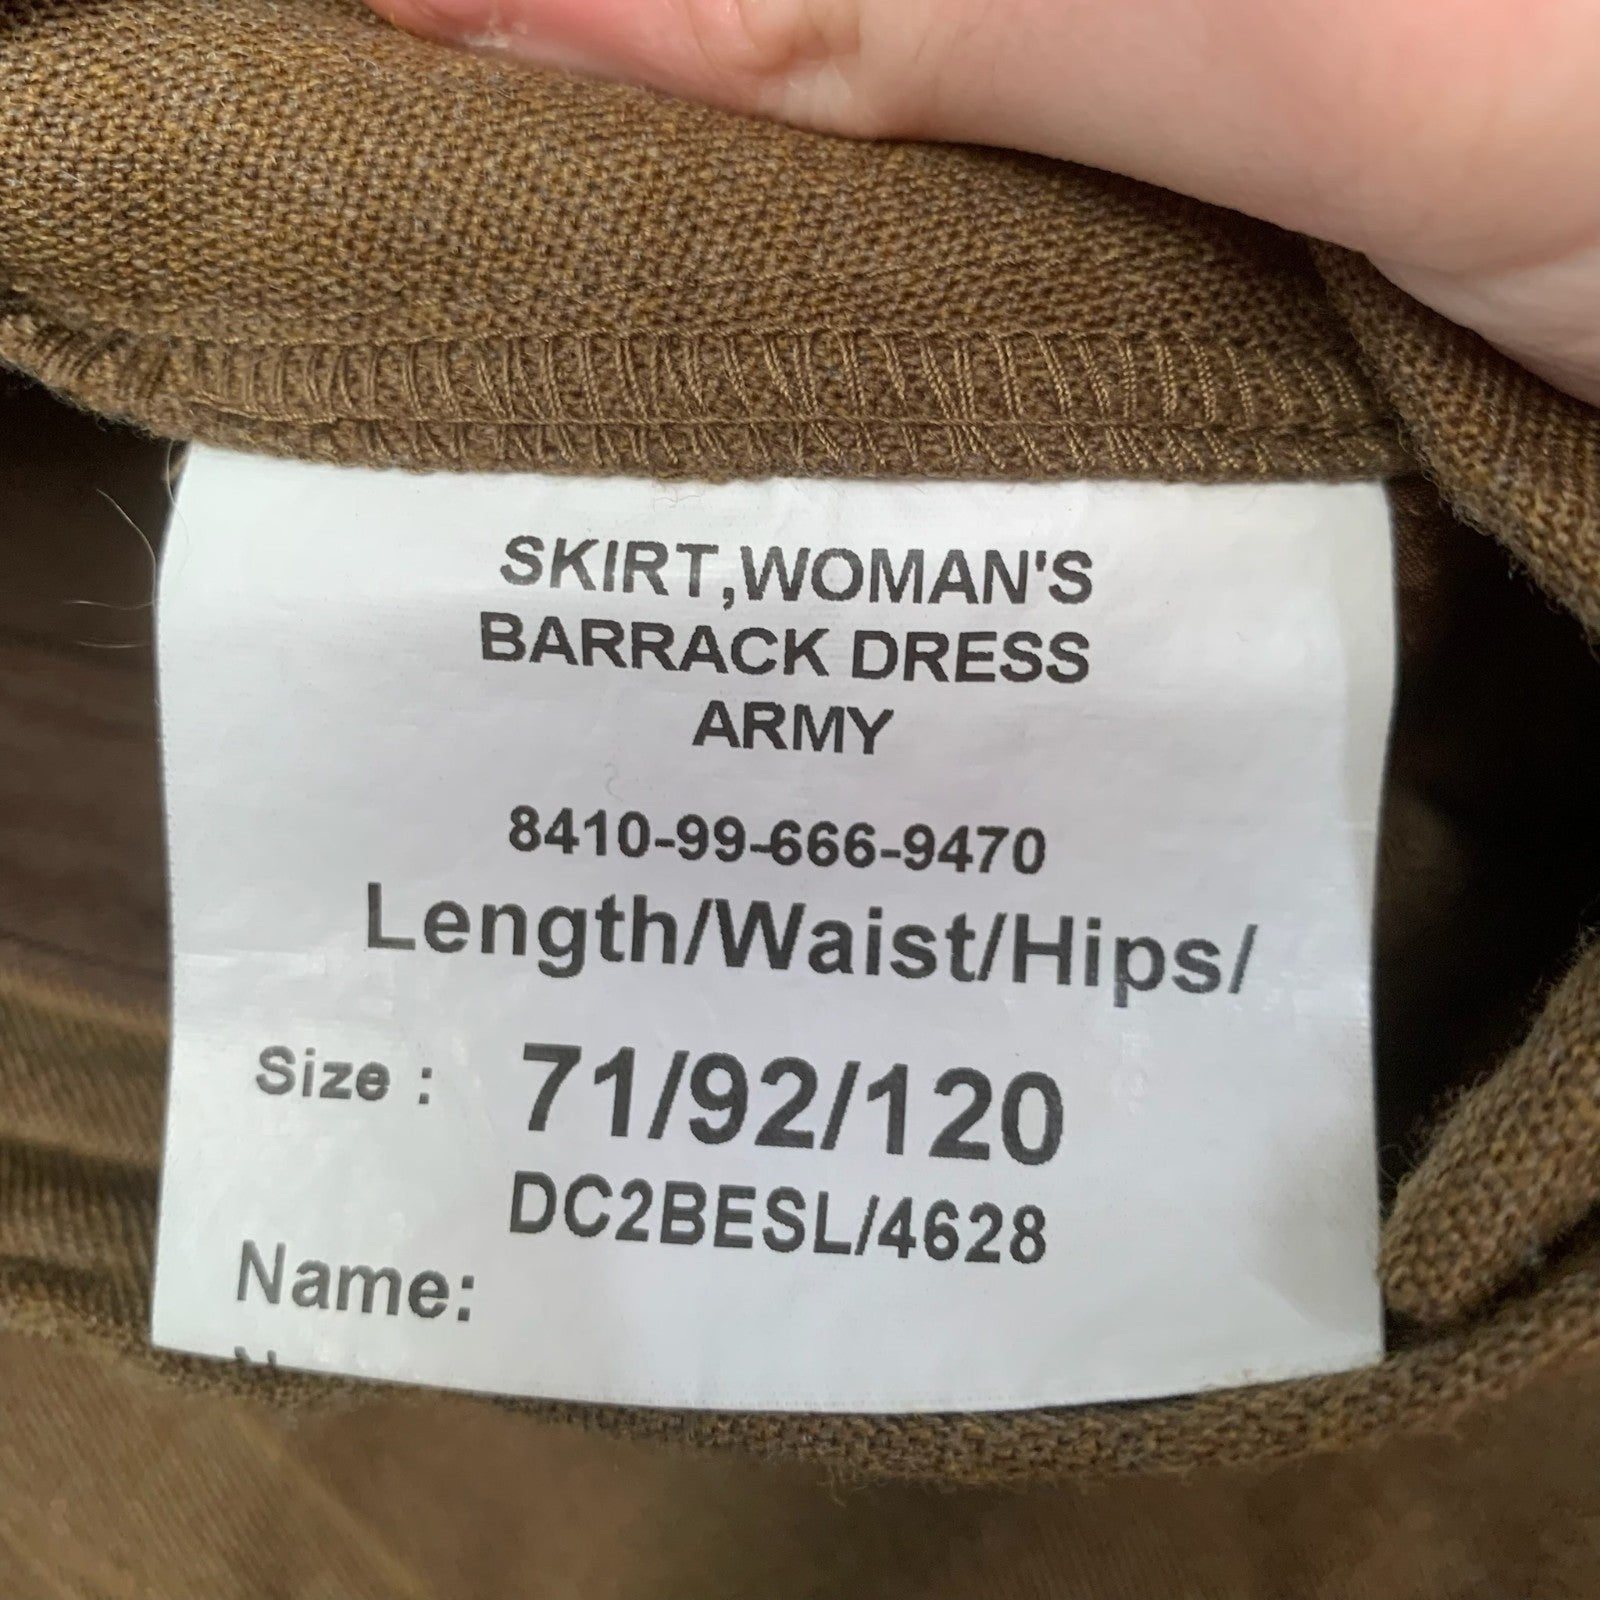 SKIRT,WOMAN'S
BARRACK DRESS
ARMY
8410-99-666-9470
Length/Waist/Hips/
Size : 71/92/120
DC2BESL/4628
Name: